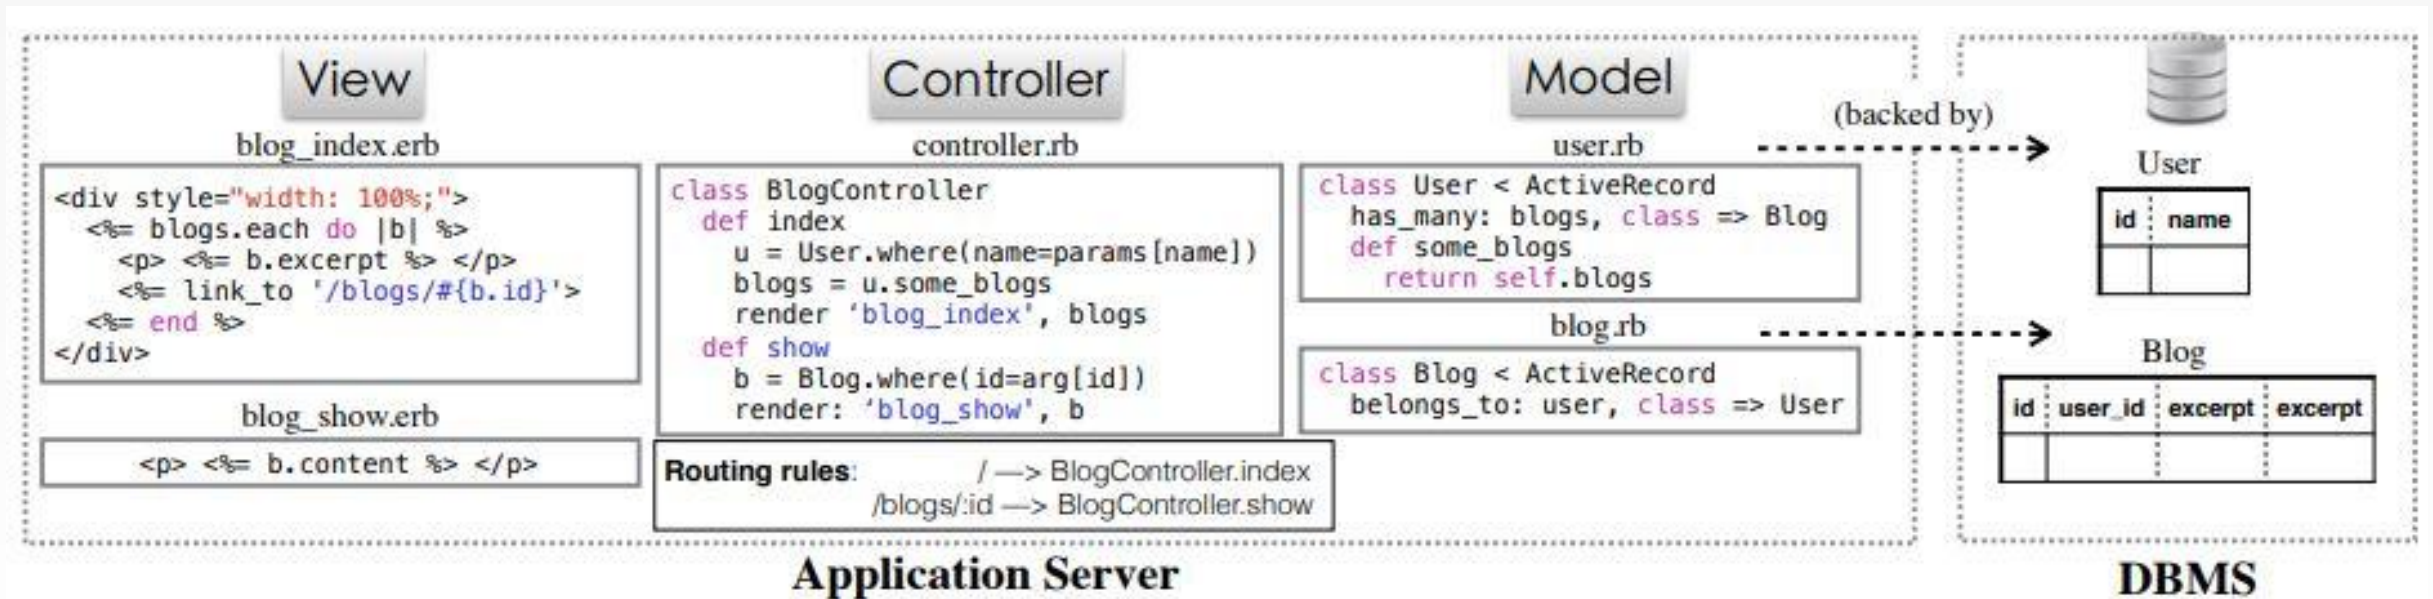 View
blog_index.erb
<div style="width: 100%;">
<%= blogs.each do |b| %>
<p> <%= b.excerpt %> </p>
<%= link_to '/blogs/#{b.id}'>
<%= end %>
</div>
blog_show.erb
<p> <%= b.content %> </p>
Controller
controller.rb
class BlogController
def index
u = User.where(name=params[name])
blogs = u.some_blogs
render ‘blog_index', blogs
def show
b = Blog.where(id=arg[id])
render: ‘blog_show', b
Routing rules: / —> BlogController.index
/blogs/:id —> BlogController.show
Model
user.rb
class User < ActiveRecord
has_many: blogs, class => Blog
def some_blogs
return self.blogs
blog.rb
class Blog < ActiveRecord
belongs_to: user, class => User
(backed by)
User
id name
Blog
id user_id excerpt excerpt
Application Server
DBMS